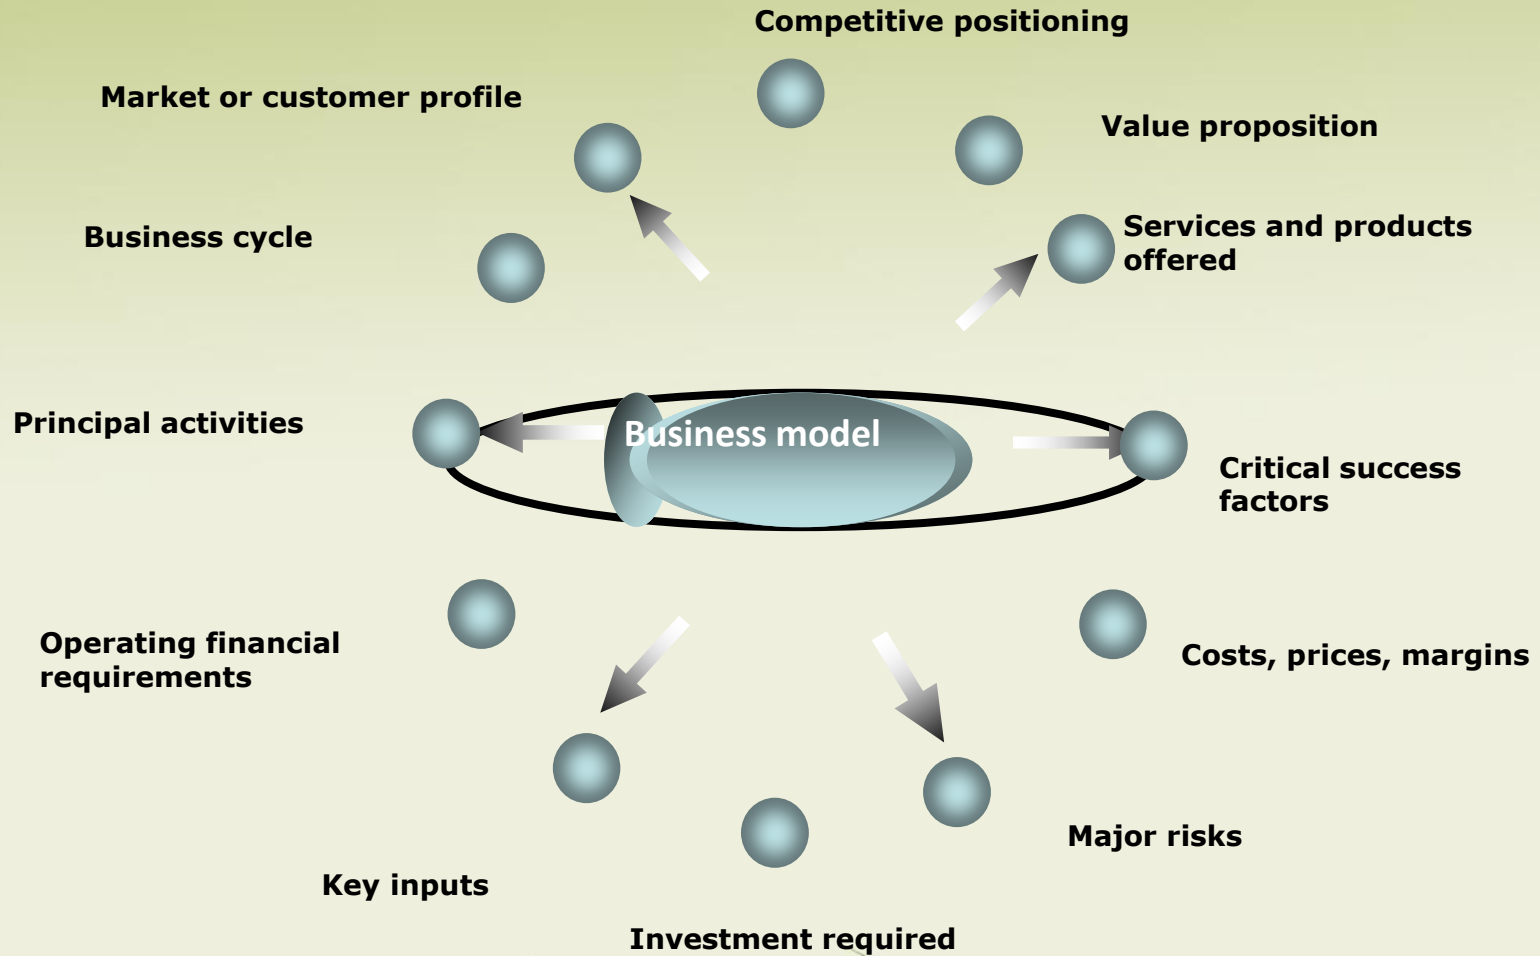 Competitive positioning
Market or customer profile
Value proposition
Services and products
offered
Business cycle
Principal activities
Business model
Critical success
factors
Operating financial
requirements
Costs, prices, margins
Major risks
Key inputs
Investment required